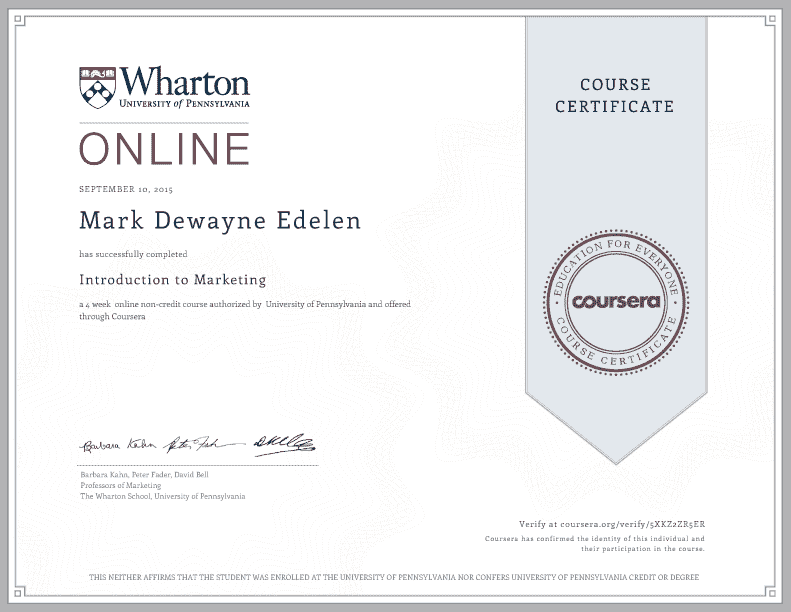 Wharton
UNIVERSITY of PENNSYLVANIA
ONLINE
SEPTEMBER 10, 2015
Mark Dewayne Edelen
has successfully completed
Introduction to Marketing
a 4 week online non-credit course authorized by University of Pennsylvania and offered
through Coursera
Barbara Kahn Peter Fader
Barbara Kahn, Peter Fader, David Bell
Professors of Marketing
The Wharton School, University of Pennsylvania
COURSE
CERTIFICATE
EDUCATION FOR EVERYONE
coursera
COURSE CERTIFICATE
Verify at coursera.org/verify/5XKZ2ZR5ER
Coursera has confirmed the identity of this individual and
their participation in the course.
THIS NEITHER AFFIRMS THAT THE STUDENT WAS ENROLLED AT THE UNIVERSITY OF PENNSYLVANIA NOR CONFERS UNIVERSITY OF PENNSYLVANIA CREDIT OR DEGREE